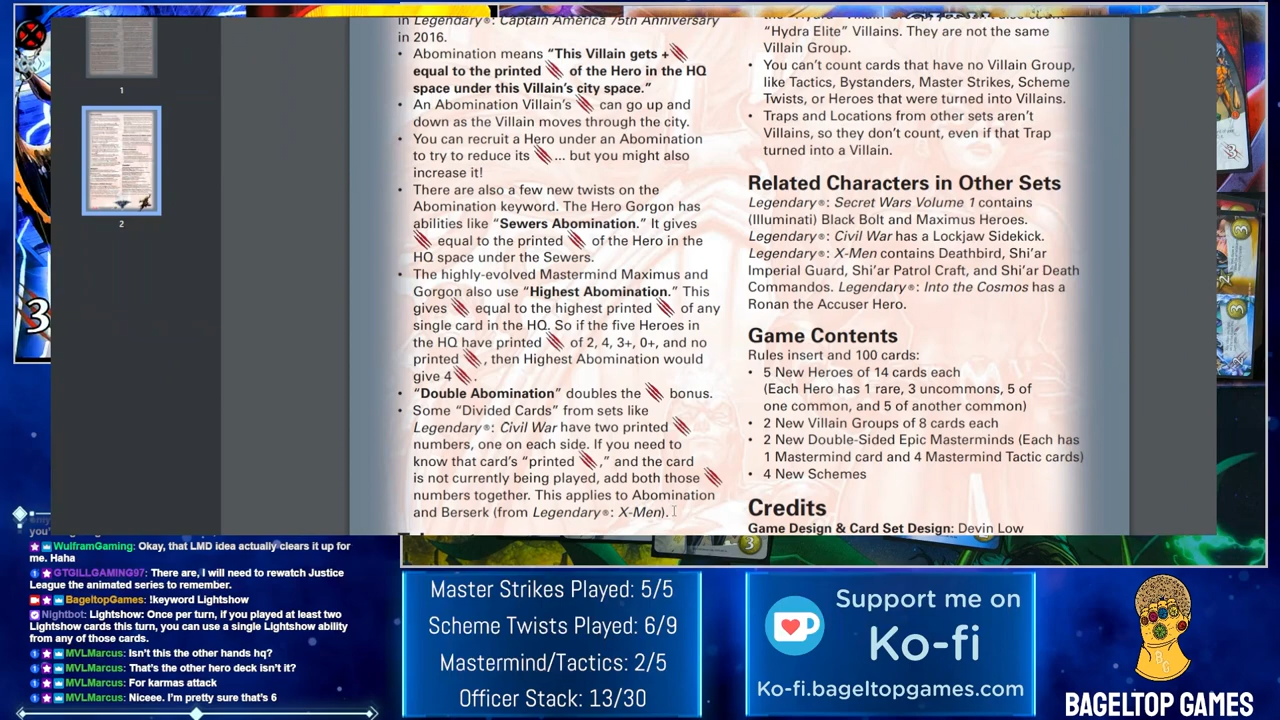 in Legendary®: Captain America 75th Anniversary
in 2016.
• Abomination means “This Villain gets +
equal to the printed of the Hero in the HQ
space under this Villain’s city space.”
• An Abomination Villain’s can go up and
down as the Villain moves through the city.
• You can recruit a Hero under an Abomination
to try to reduce its ... but you might also
increase it!
• There are also a few new twists on the
Abomination keyword. The Hero Gorgon has
abilities like “Sewers Abomination.” It gives
equal to the printed of the Hero in the
HQ space under the Sewers.
• The highly-evolved Mastermind Maximus and
Gorgon also use “Highest Abomination.” This
gives equal to the highest printed of any
single card in the HQ. So if the five Heroes in
the HQ have printed of 2, 4, 3+, 0+, and no
printed , then Highest Abomination would
give 4 .
• “Double Abomination” doubles the bonus.
• Some “Divided Cards” from sets like
Legendary®: Civil War have two printed
numbers, one on each side. If you need to
know that card’s “printed ,” and the card
is not currently being played, add both those
numbers together. This applies to Abomination
and Berserk (from Legendary®: X-Men).
“Hydra Elite” Villains. They are not the same
Villain Group.
• You can’t count cards that have no Villain Group,
like Tactics, Bystanders, Master Strikes, Scheme
Twists, or Heroes that were turned into Villains.
• Traps and Locations from other sets aren’t
Villains, so they don’t count, even if that Trap
turned into a Villain.
Related Characters in Other Sets
Legendary®: Secret Wars Volume 1 contains
(Illuminati) Black Bolt and Maximus Heroes.
Legendary®: Civil War has a Lockjaw Sidekick.
Legendary®: X-Men contains Deathbird, Shi’ar
Imperial Guard, Shi’ar Patrol Craft, and Shi’ar Death
Commandos. Legendary®: Into the Cosmos has a
Ronan the Accuser Hero.
Game Contents
Rules insert and 100 cards:
• 5 New Heroes of 14 cards each
(Each Hero has 1 rare, 3 uncommons, 5 of
one common, and 5 of another common)
• 2 New Villain Groups of 8 cards each
• 2 New Double-Sided Epic Masterminds (Each has
1 Mastermind card and 4 Mastermind Tactic cards)
• 4 New Schemes
Credits
Game Design & Card Set Design: Devin Low
1
2
3
3
3
3
3
WulframGaming: Okay, that LMD idea actually clears it up for
me. Haha
GTGILLGAMING97: There are, I will need to rewatch Justice
League the animated series to remember.
BageltopGames: !keyword Lightshow
Nightbot: Lightshow: Once per turn, if you played at least two
Lightshow cards this turn, you can use a single Lightshow ability
from any of those cards.
MVLMarcus: Isn’t this the other hands hq?
MVLMarcus: That’s the other hero deck isn’t it?
MVLMarcus: For karmas attack
MVLMarcus: Niceee. I’m pretty sure that’s 6
Master Strikes Played: 5/5
Scheme Twists Played: 6/9
Mastermind/Tactics: 2/5
Officer Stack: 13/30
Support me on
Ko-fi
Ko-fi.bageltopgames.com
BG
BAGELTOP GAMES